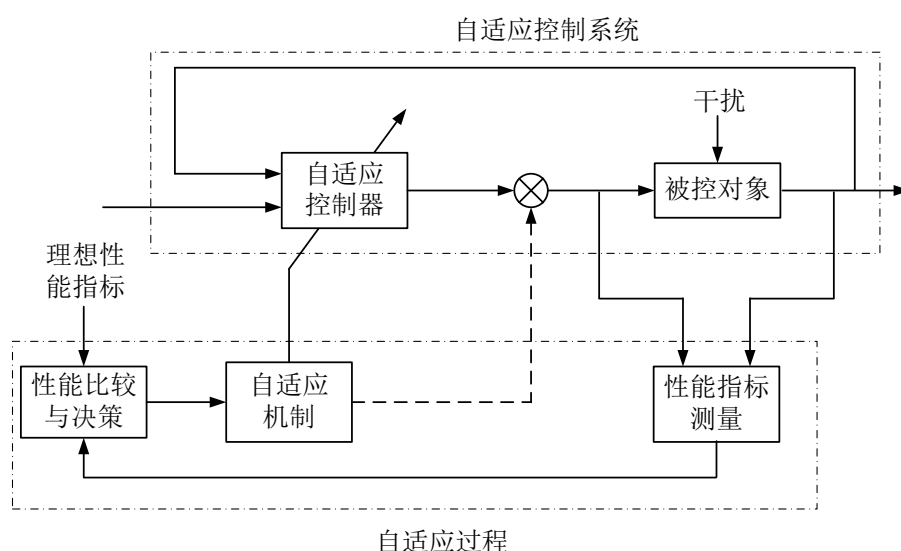 自适应控制系统
干扰
自适应
控制器
被控对象
理想性
能指标
性能比较
与决策
自适应
机制
性能指标
测量
自适应过程